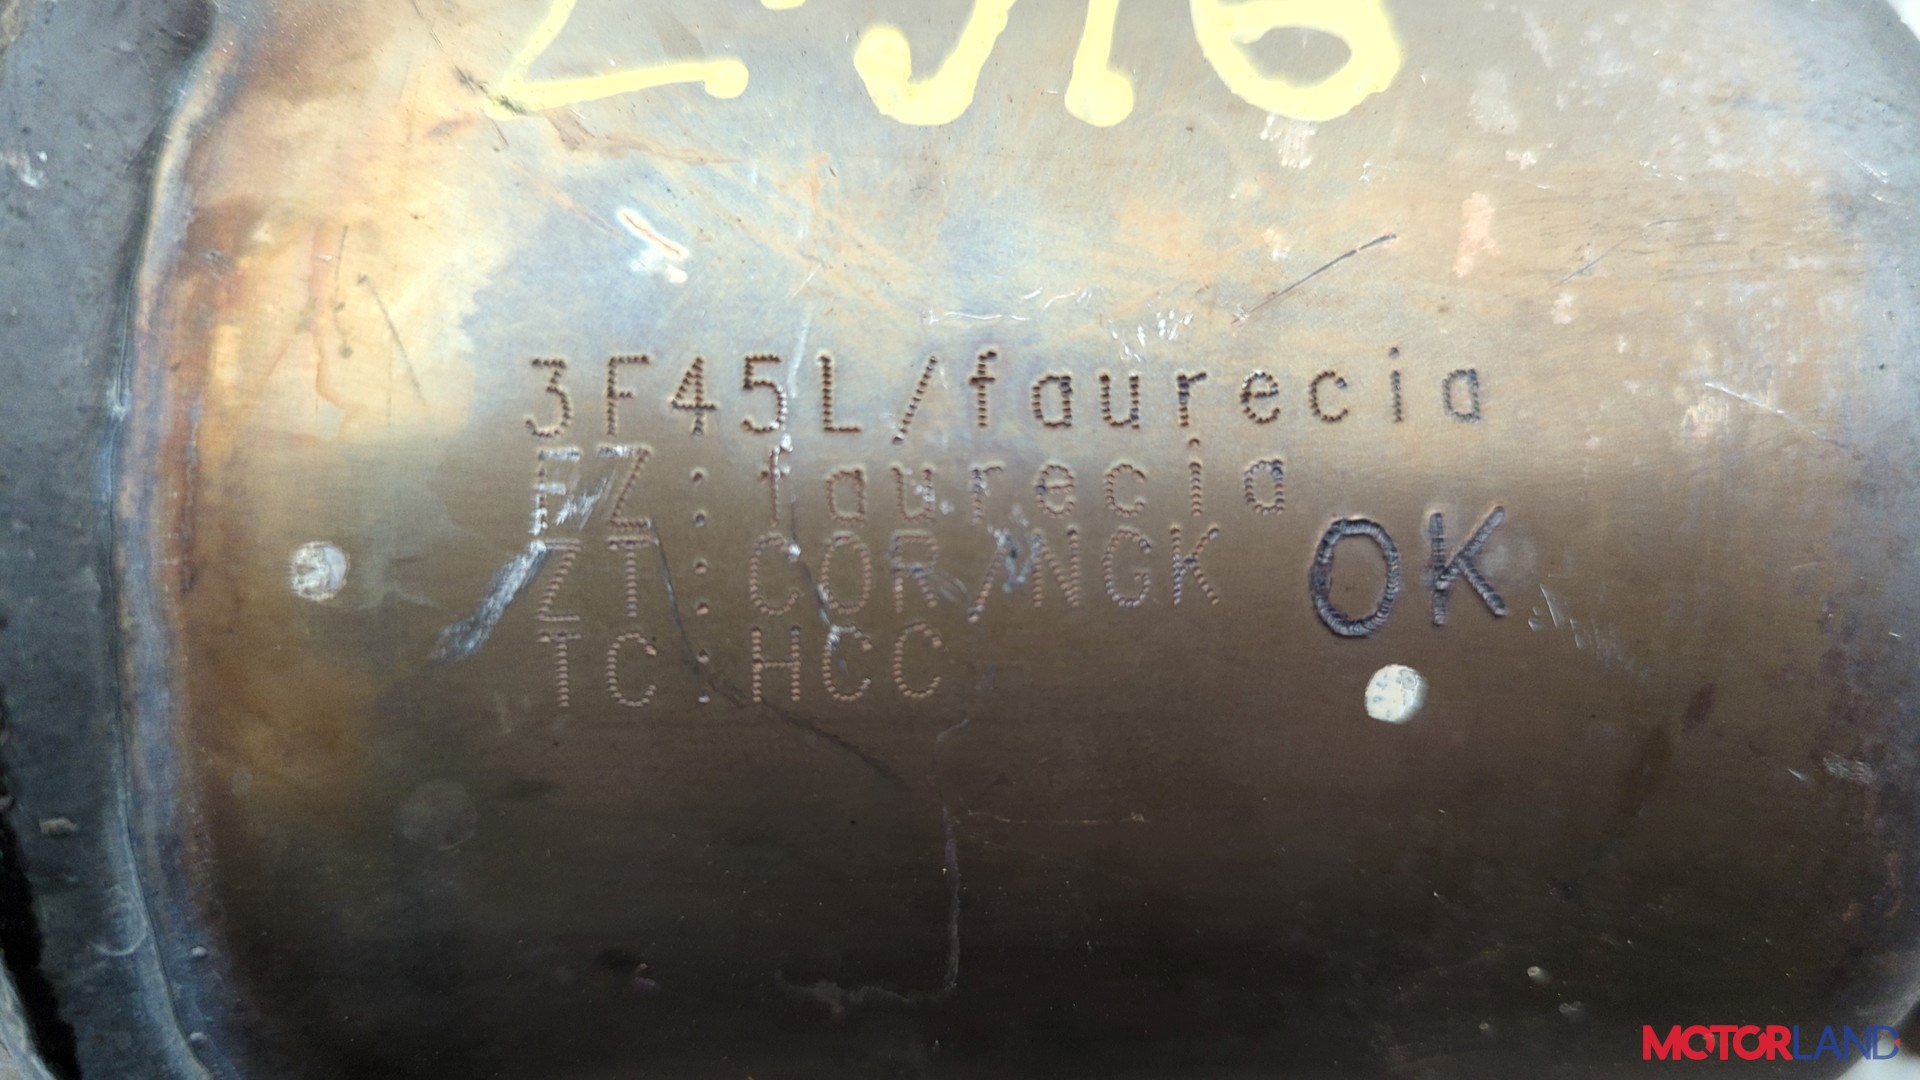 3F45L/faurecia
FZ:faurecia
ZT:COR/NGK OK
TC:HCC
MOTORLAND